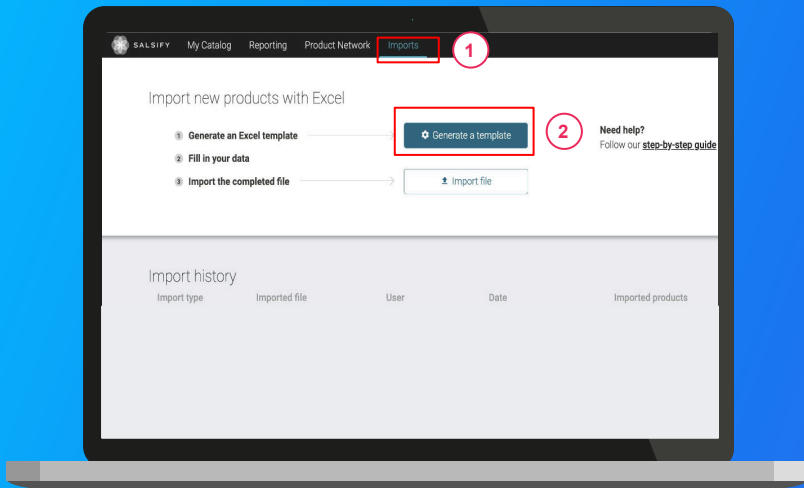 SALSIFY My Catalog Reporting Product Network Imports
1
Import new products with Excel
1 Generate an Excel template
Generate a template
2
Need help?
Follow our step-by-step guide
2 Fill in your data
3 Import the completed file
Import file
Import history
Import type Imported file User Date Imported products